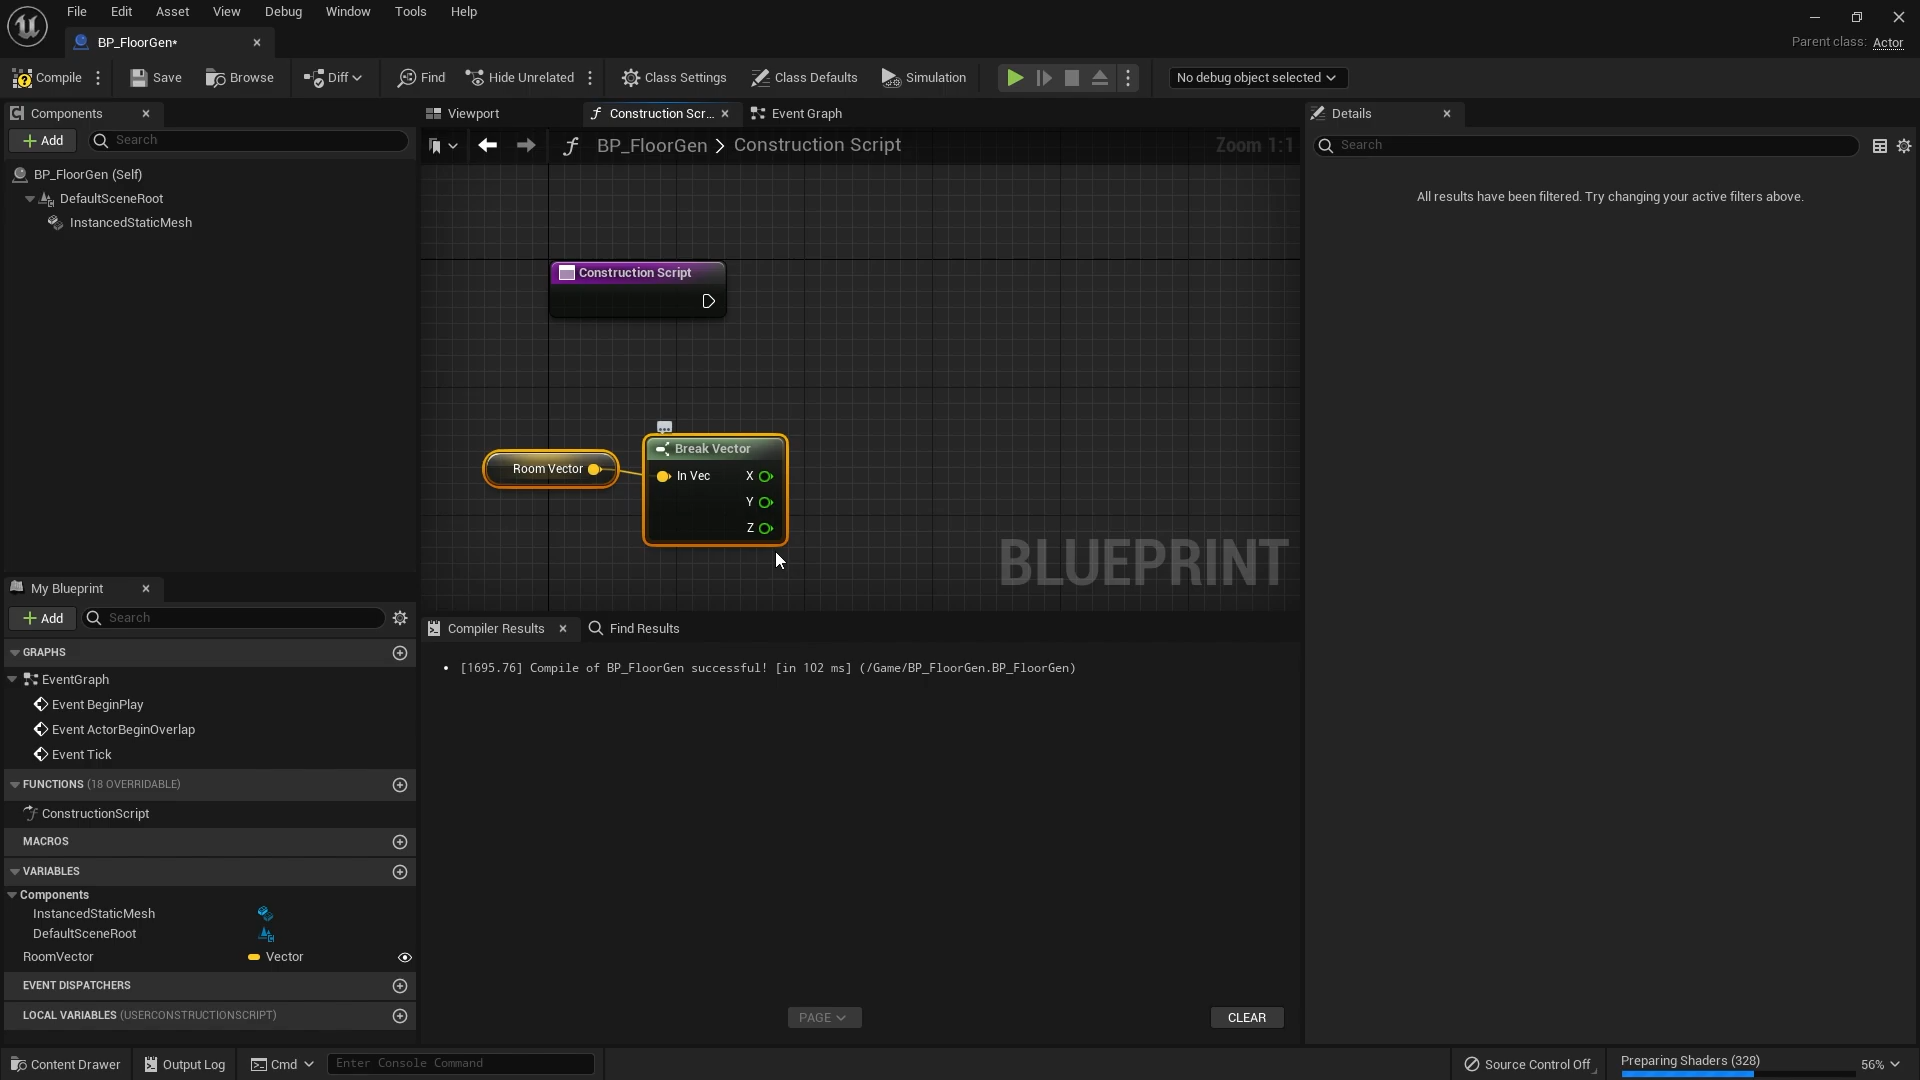 File Edit Asset View Debug Window Tools Help
BP_FloorGen*
Parent class: Actor
Compile Save Browse Diff Find Hide Unrelated Class Settings Class Defaults Simulation No debug object selected
Components
Viewport Construction Scr... Event Graph
Details
Add Search
BP_FloorGen > Construction Script Zoom 1:1
Search
BP_FloorGen (Self)
DefaultSceneRoot
InstancedStaticMesh
All results have been filtered. Try changing your active filters above.
Construction Script
Room Vector
Break Vector
In Vec X
Y
Z
BLUEPRINT
My Blueprint
Add Search
GRAPHS
EventGraph
Event BeginPlay
Event ActorBeginOverlap
Event Tick
FUNCTIONS (18 OVERRIDABLE)
ConstructionScript
MACROS
VARIABLES
Components
InstancedStaticMesh
DefaultSceneRoot
RoomVector Vector
EVENT DISPATCHERS
LOCAL VARIABLES (USERCONSTRUCTIONSCRIPT)
Compiler Results Find Results
• [1695.76] Compile of BP_FloorGen successful! [in 102 ms] (/Game/BP_FloorGen.BP_FloorGen)
PAGE CLEAR
Content Drawer Output Log Cmd Enter Console Command Source Control Off Preparing Shaders (328) 56%